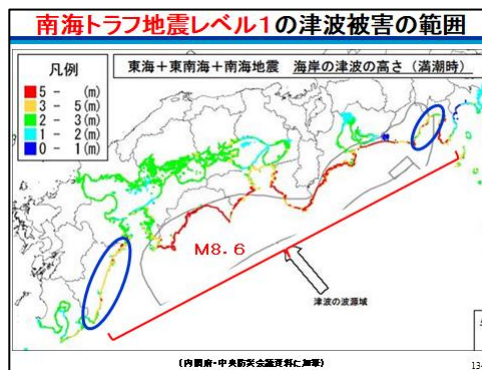 南海トラフ地震レベル1の津波被害の範囲
東海+東南海+南海地震　海岸の津波の高さ(満潮時)
凡例
5 - (m)
3 - 5(m)
2 - 3(m)
1 - 2(m)
0 - 1(m)
M8.6
津波の波源域
(内閣府・中央防災会議資料に加筆)